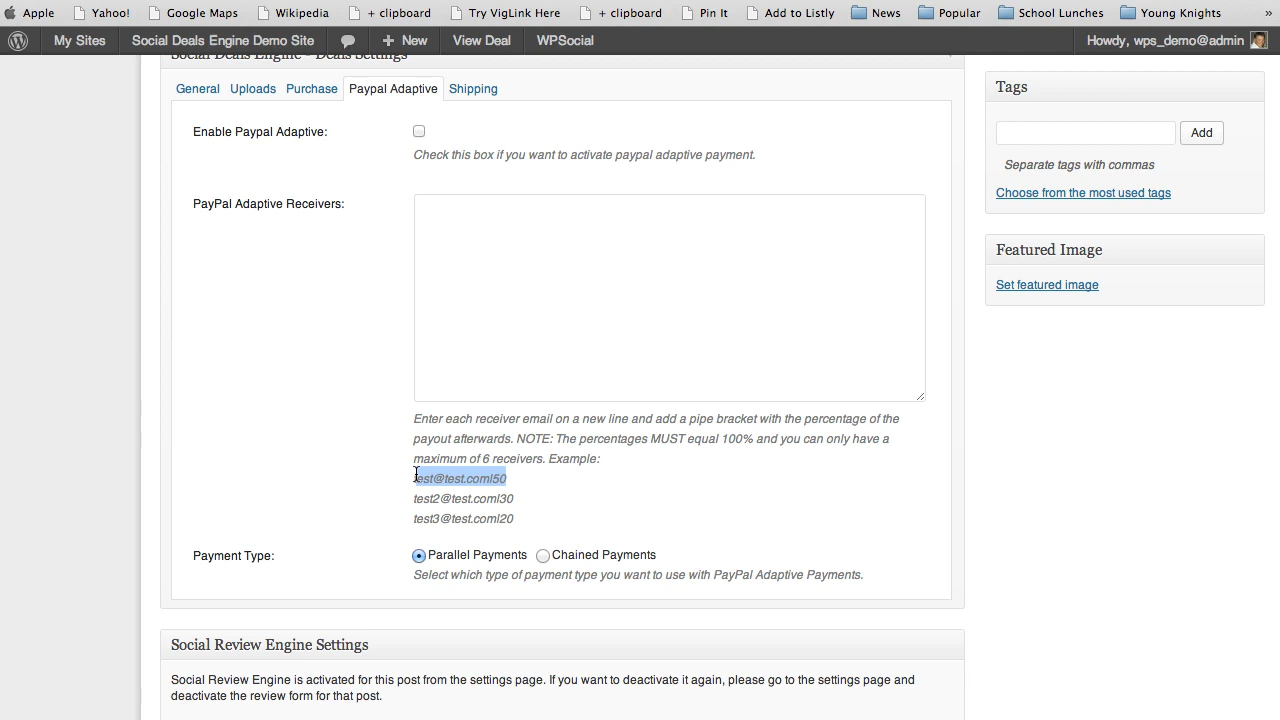 Apple Yahoo! Google Maps Wikipedia + clipboard Try VigLink Here + clipboard Pin It Add to Listly News Popular School Lunches Young Knights »
My Sites Social Deals Engine Demo Site + New View Deal WPSocial Howdy, wps_demo@admin
Social Deals Engine - Deals Settings
General Uploads Purchase Paypal Adaptive Shipping
Enable Paypal Adaptive:
Check this box if you want to activate paypal adaptive payment.
PayPal Adaptive Receivers:
Enter each receiver email on a new line and add a pipe bracket with the percentage of the
payout afterwards. NOTE: The percentages MUST equal 100% and you can only have a
maximum of 6 receivers. Example:
test@test.com|50
test2@test.com|30
test3@test.com|20
Payment Type:
Parallel Payments Chained Payments
Select which type of payment type you want to use with PayPal Adaptive Payments.
Social Review Engine Settings
Social Review Engine is activated for this post from the settings page. If you want to deactivate it again, please go to the settings page and
deactivate the review form for that post.
Tags
Add
Separate tags with commas
Choose from the most used tags
Featured Image
Set featured image